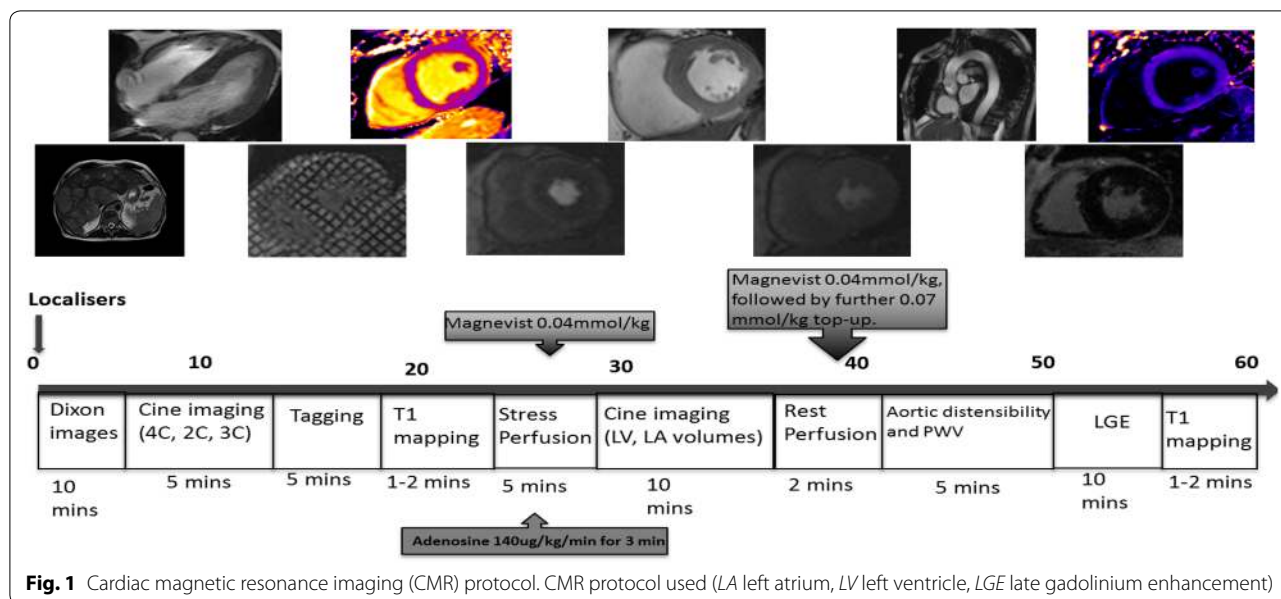 Localisers
Magnevist 0.04mmol/kg
Magnevist 0.04mmol/kg,
followed by further 0.07
mmol/kg top-up.
0
10
20
30
40
50
60
Dixon
images
Cine imaging
(4C, 2C, 3C)
Tagging
T1
mapping
Stress
Perfusion
Cine imaging
(LV, LA volumes)
Rest
Perfusion
Aortic distensibility
and PWV
LGE
T1
mapping
10
mins
5 mins
5 mins
1-2 mins
5 mins
10
mins
2 mins
5 mins
10
mins
1-2 mins
Adenosine 140ug/kg/min for 3 min
Fig. 1 Cardiac magnetic resonance imaging (CMR) protocol. CMR protocol used (LA left atrium, LV left ventricle, LGE late gadolinium enhancement)